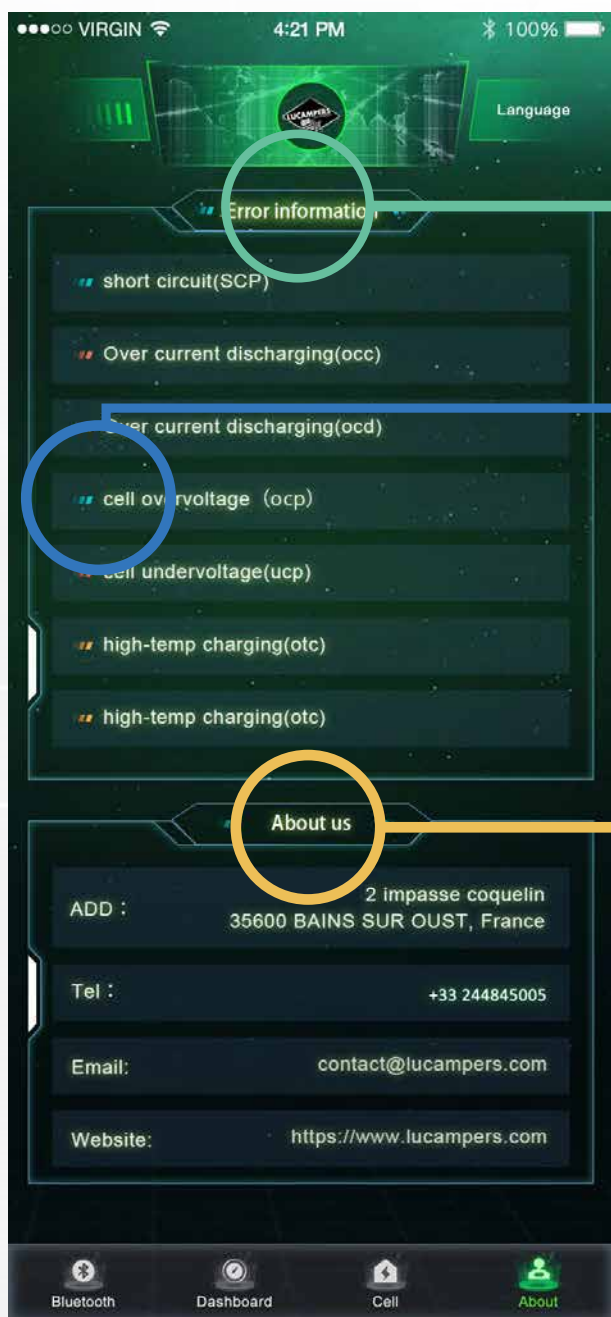 VIRGIN 4:21 PM 100%
LUCAMPERS
Language
Error information
short circuit(SCP)
Over current discharging(occ)
Over current discharging(ocd)
cell overvoltage（ocp）
cell undervoltage(ucp)
high-temp charging(otc)
high-temp charging(otc)
About us
ADD： 2 impasse coquelin
35600 BAINS SUR OUST, France
Tel： +33 244845005
Email: contact@lucampers.com
Website: https://www.lucampers.com
Bluetooth Dashboard Cell About